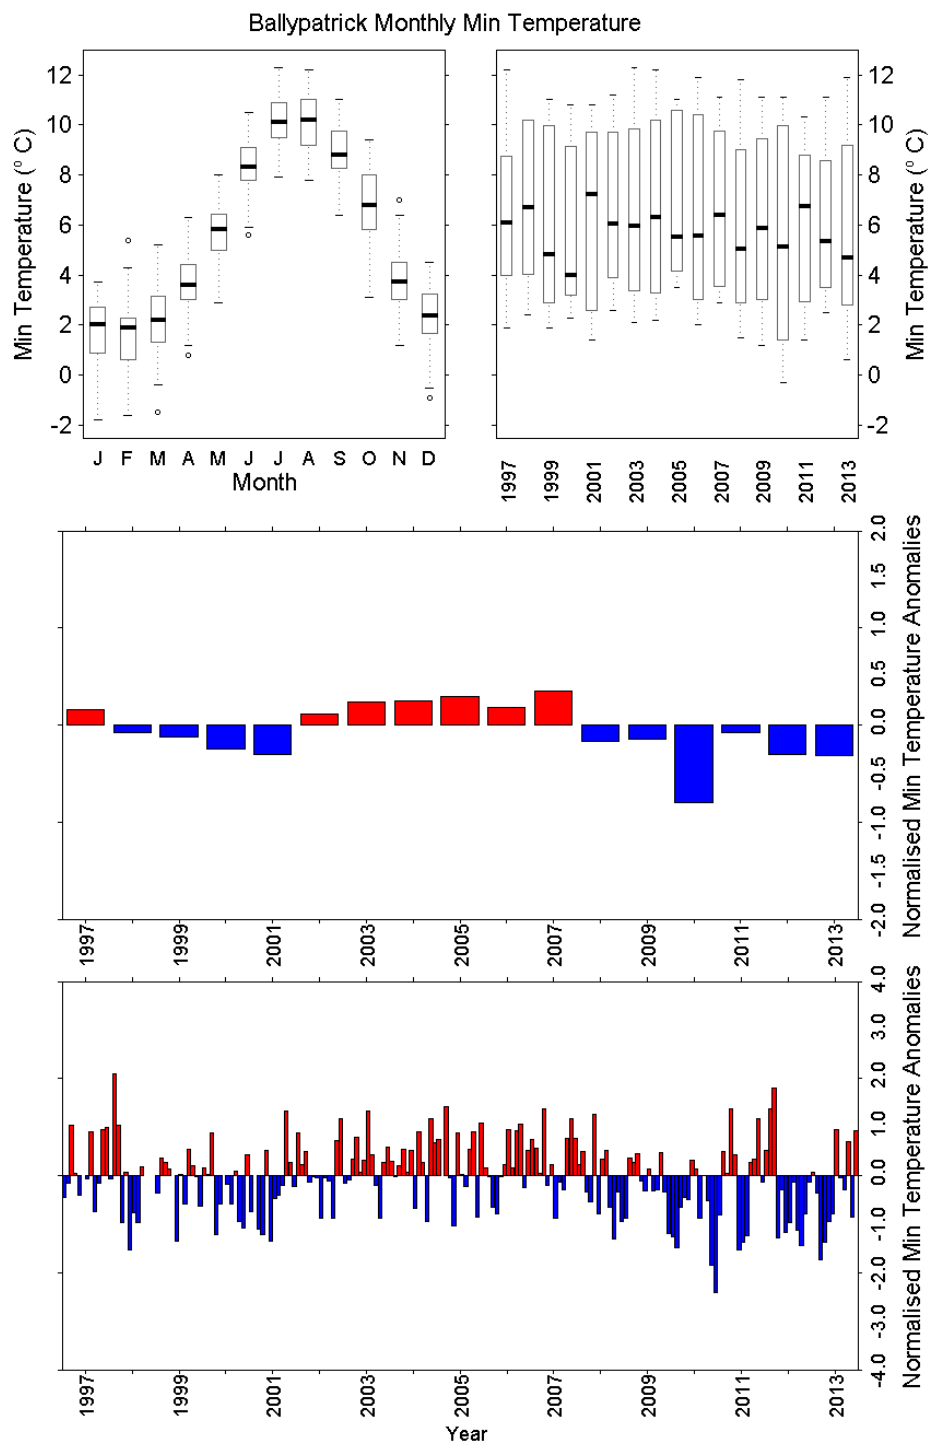 Ballypatrick Monthly Min Temperature
Min Temperature (° C)
12
10
8
6
4
2
0
-2
J F M A M J J A S O N D
Month
12
10
8
6
4
2
0
-2
Min Temperature (° C)
1997 1999 2001 2003 2005 2007 2009 2011 2013
-2.0 -1.5 -1.0 -0.5 0.0 0.5 1.0 1.5 2.0
Normalised Min Temperature Anomalies
1997 1999 2001 2003 2005 2007 2009 2011 2013
-4.0 -3.0 -2.0 -1.0 0.0 1.0 2.0 3.0 4.0
Normalised Min Temperature Anomalies
1997 1999 2001 2003 2005 2007 2009 2011 2013
Year